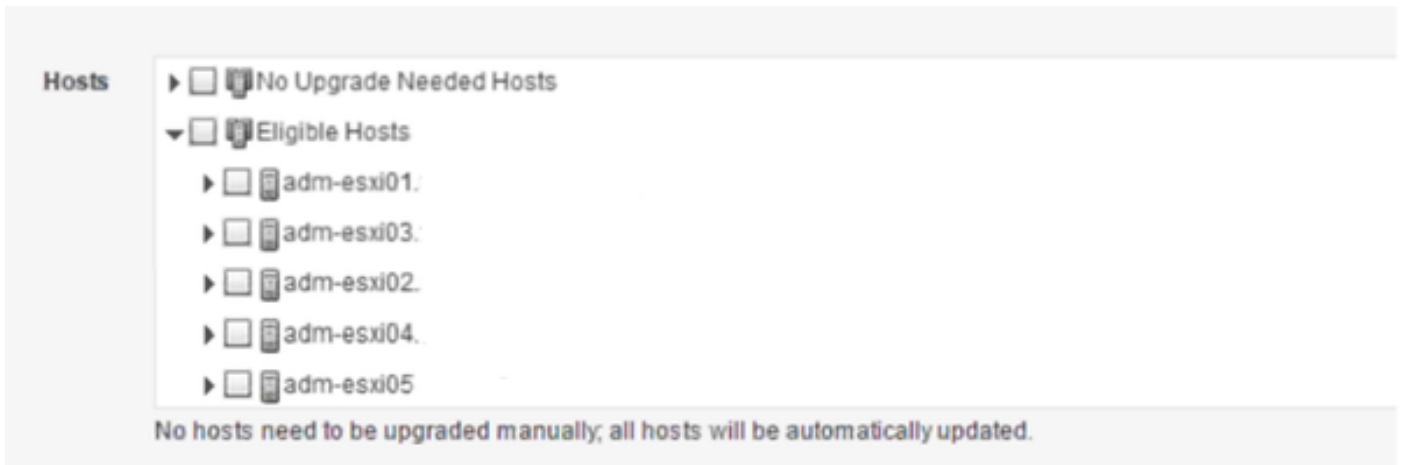 Hosts
No Upgrade Needed Hosts
Eligible Hosts
adm-esxi01.
adm-esxi03.
adm-esxi02.
adm-esxi04.
adm-esxi05
No hosts need to be upgraded manually; all hosts will be automatically updated.